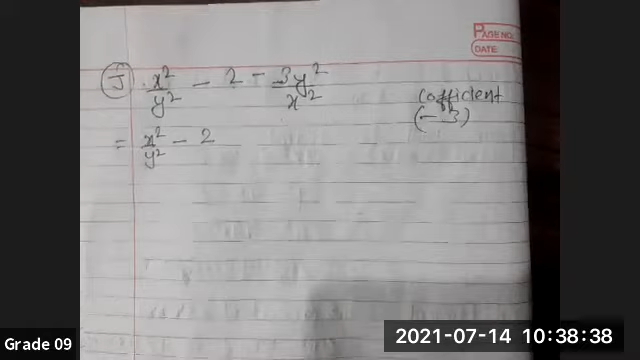 PAGE NO.
DATE
J. x²/y² - 2 - 3y²/x²
cofficient
(-3)
= x²/y² - 2
Grade 09
2021-07-14 10:38:38